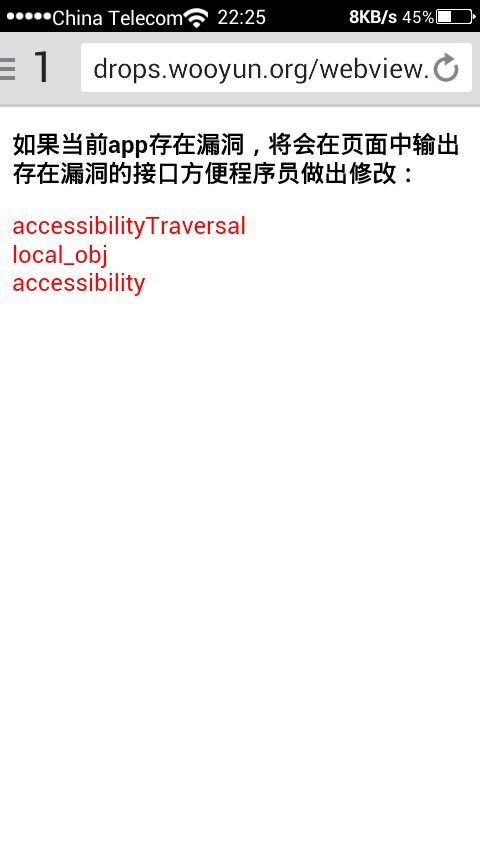 China Telecom 22:25 8KB/s 45%
1 drops.wooyun.org/webview.
如果当前app存在漏洞，将会在页面中输出
存在漏洞的接口方便程序员做出修改：
accessibilityTraversal
local_obj
accessibility